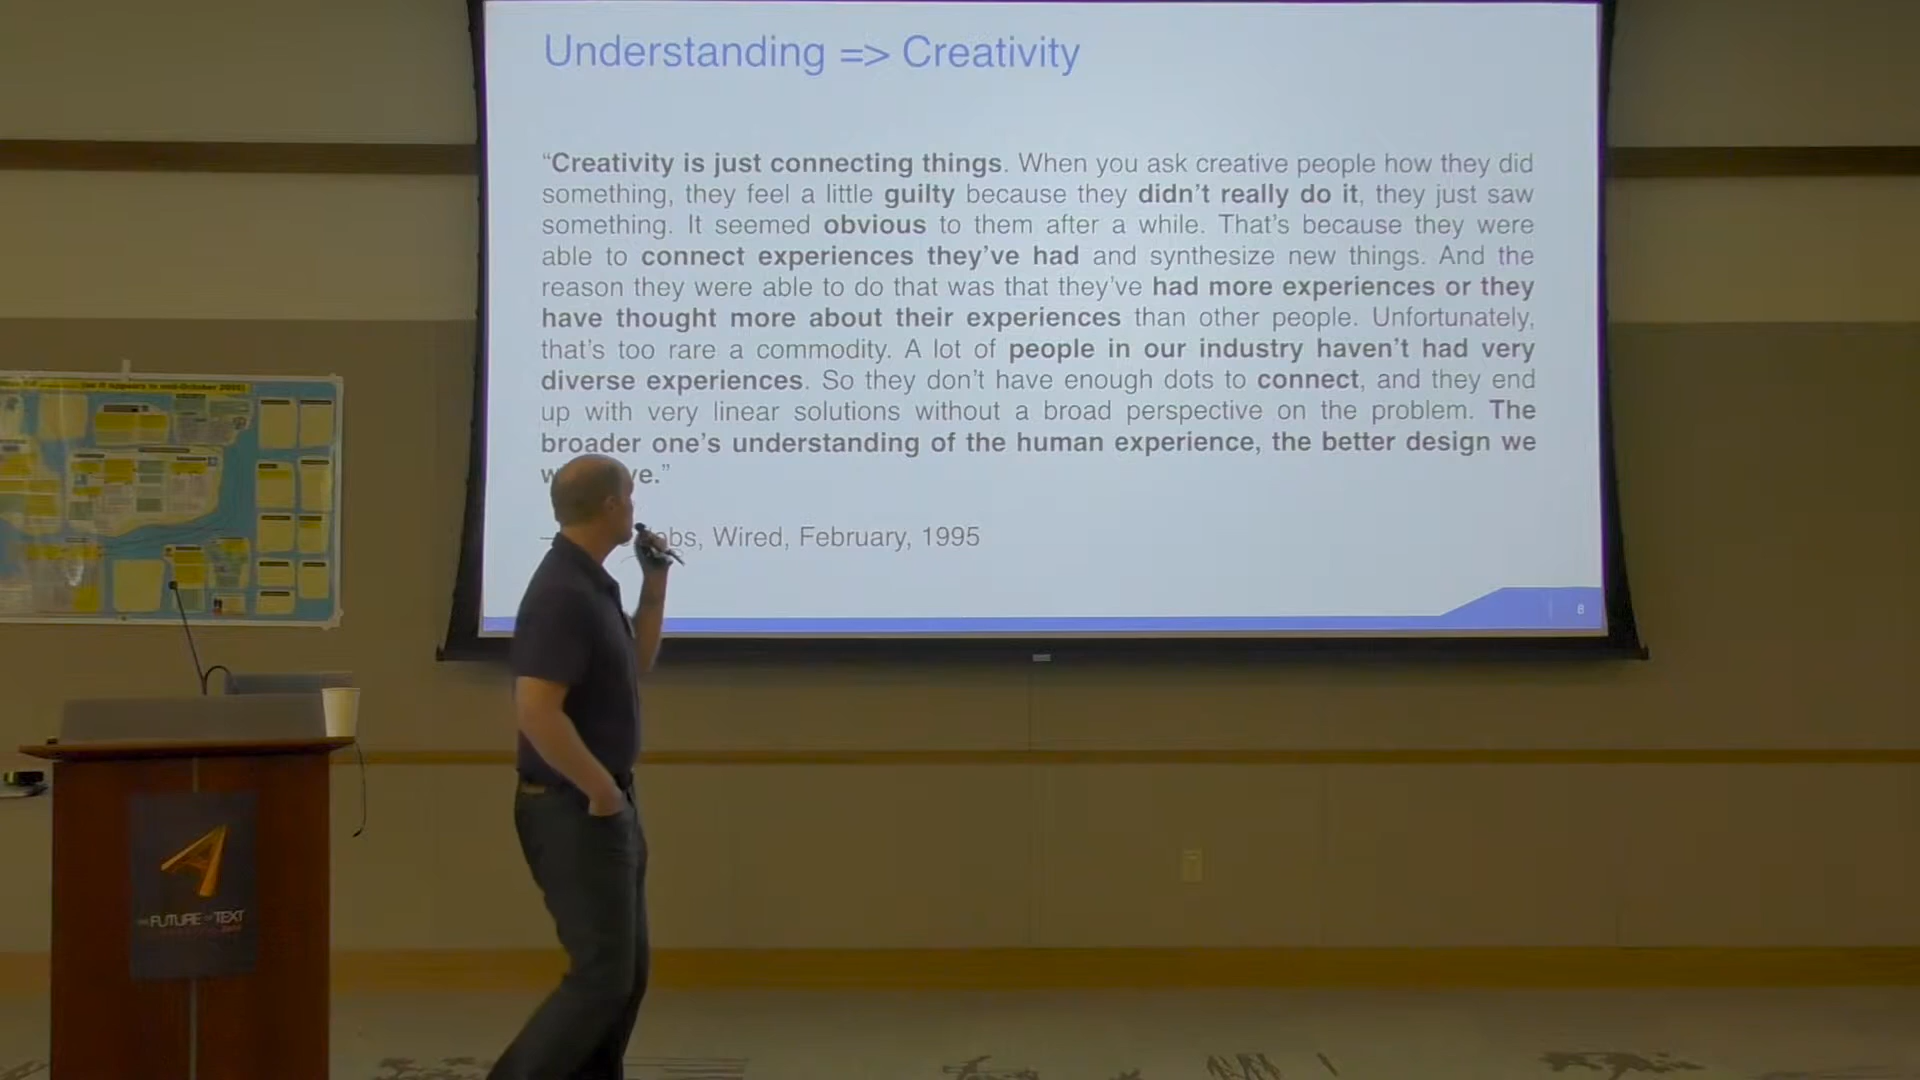 Understanding => Creativity
“Creativity is just connecting things. When you ask creative people how they did
something, they feel a little guilty because they didn’t really do it, they just saw
something. It seemed obvious to them after a while. That’s because they were
able to connect experiences they’ve had and synthesize new things. And the
reason they were able to do that was that they’ve had more experiences or they
have thought more about their experiences than other people. Unfortunately,
that’s too rare a commodity. A lot of people in our industry haven’t had very
diverse experiences. So they don’t have enough dots to connect, and they end
up with very linear solutions without a broad perspective on the problem. The
broader one’s understanding of the human experience, the better design we
Wired, February, 1995
8
FUTURE OF TEXT